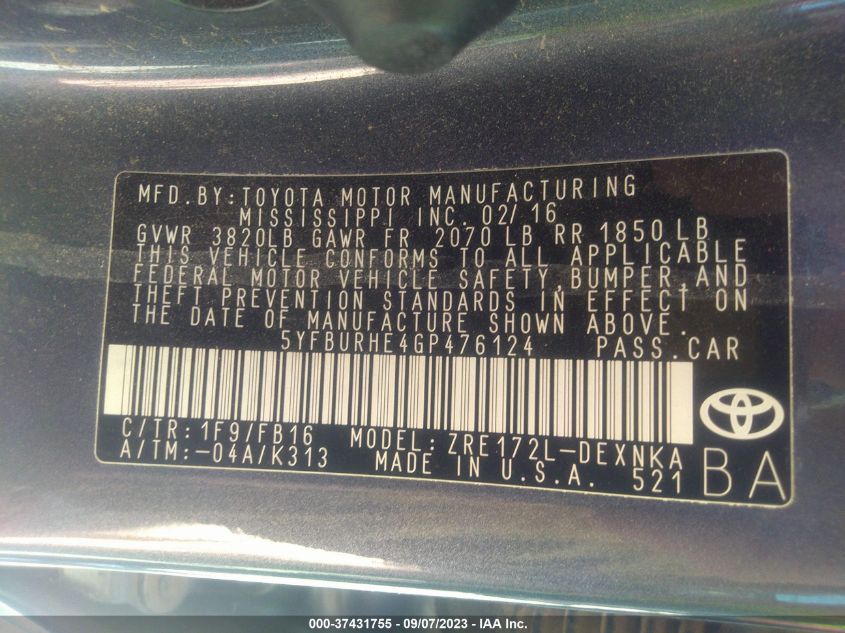 MFD.BY:TOYOTA MOTOR MANUFACTURING
MISSISSIPPI INC. 02/16
GVWR 3820LB GAWR FR 2070 LB RR 1850 LB
THIS VEHICLE CONFORMS TO ALL APPLICABLE
FEDERAL MOTOR VEHICLE SAFETY,BUMPER,AND
THEFT PREVENTION STANDARDS IN EFFECT ON
THE DATE OF MANUFACTURE SHOWN ABOVE.
5YFBURHE4GP476124 PASS.CAR
C/TR:1F9/FB16 MODEL: ZRE172L-DEXNKA
A/TM:-04A/K313 MADE IN U.S.A. 521 BA
000-37431755 - 09/07/2023 - IAA Inc.